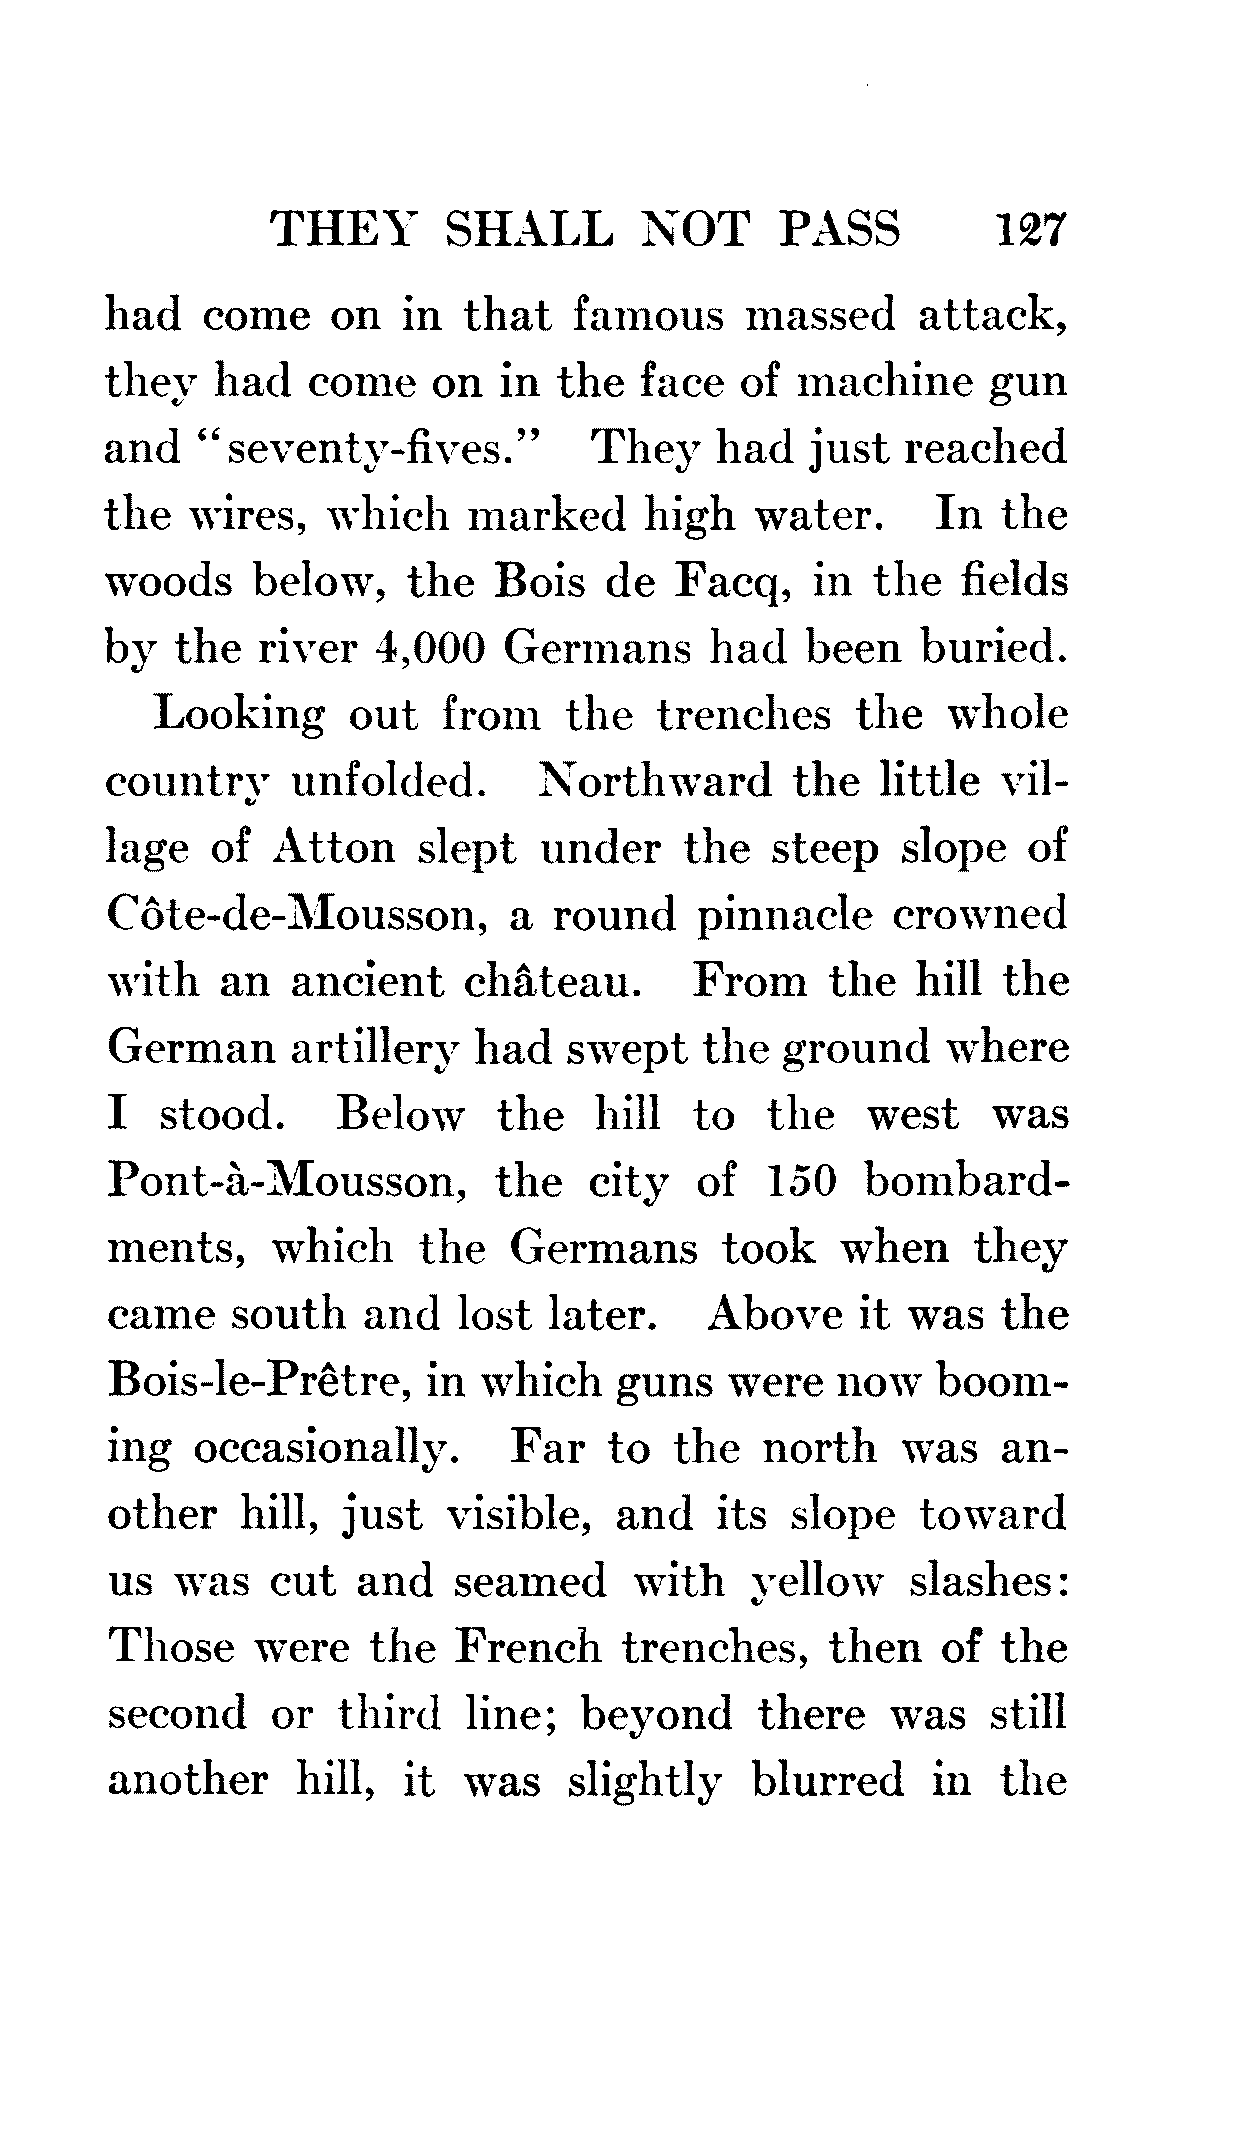 THEY SHALL NOT PASS 127
had come on in that famous massed attack,
they had come on in the face of machine gun
and "seventy-fives." They had just reached
the wires, which marked high water. In the
woods below, the Bois de Facq, in the fields
by the river 4,000 Germans had been buried.
Looking out from the trenches the whole
country unfolded. Northward the little vil-
lage of Atton slept under the steep slope of
Côte-de-Mousson, a round pinnacle crowned
with an ancient château. From the hill the
German artillery had swept the ground where
I stood. Below the hill to the west was
Pont-à-Mousson, the city of 150 bombard-
ments, which the Germans took when they
came south and lost later. Above it was the
Bois-le-Prêtre, in which guns were now boom-
ing occasionally. Far to the north was an-
other hill, just visible, and its slope toward
us was cut and seamed with yellow slashes:
Those were the French trenches, then of the
second or third line; beyond there was still
another hill, it was slightly blurred in the